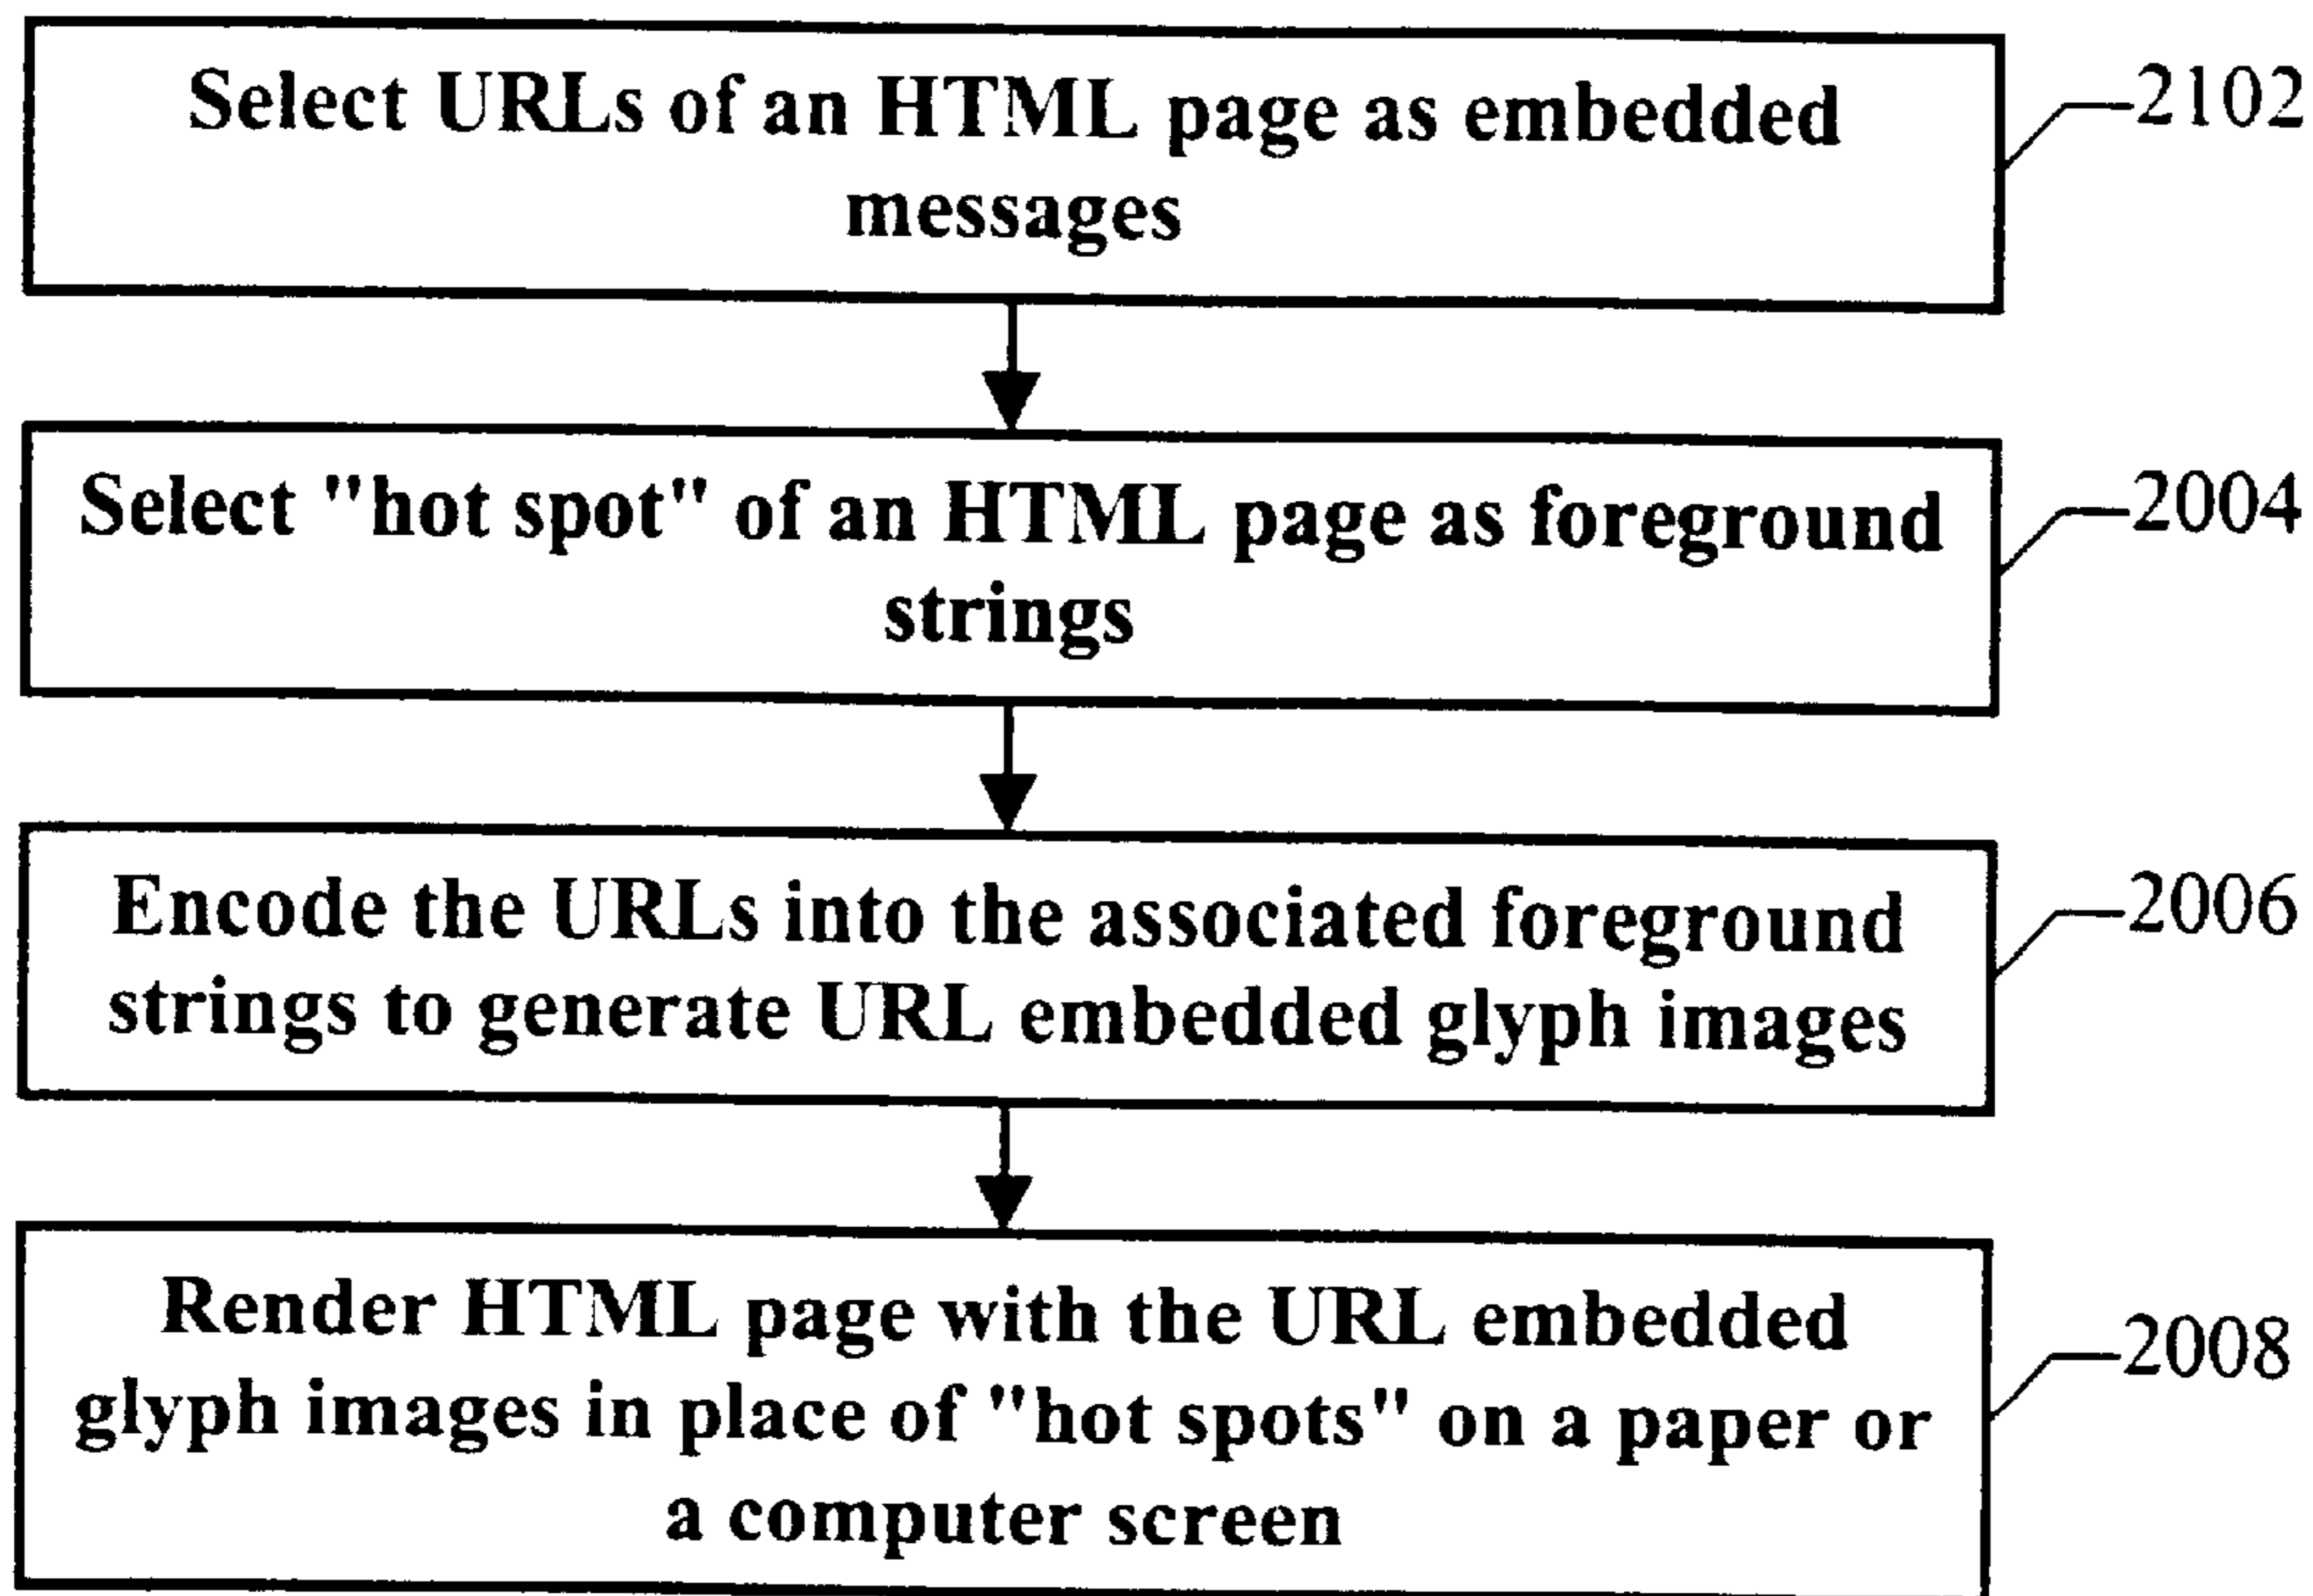 Select URLs of an HTML page as embedded
messages
2102
Select "hot spot" of an HTML page as foreground
strings
2004
Encode the URLs into the associated foreground
strings to generate URL embedded glyph images
2006
Render HTML page with the URL embedded
glyph images in place of "hot spots" on a paper or
a computer screen
2008